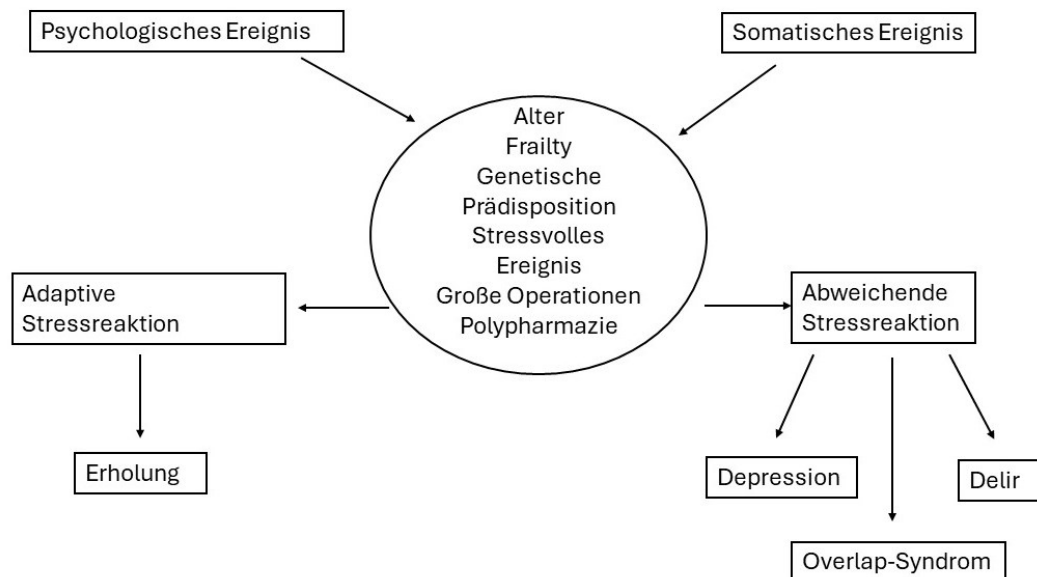 Psychologisches Ereignis
Somatisches Ereignis
Alter
Frailty
Genetische
Prädisposition
Stressvolles
Ereignis
Große Operationen
Polypharmazie
Adaptive
Stressreaktion
Abweichende
Stressreaktion
Erholung
Depression
Delir
Overlap-Syndrom